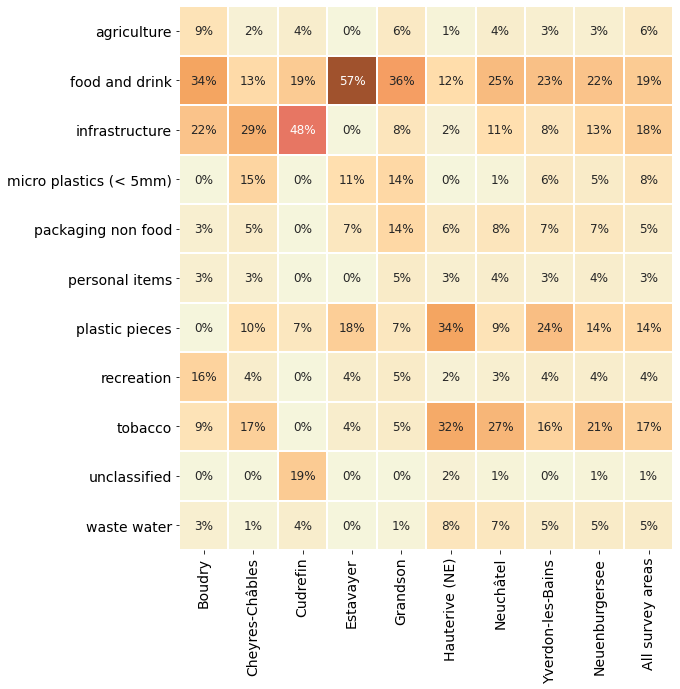 agriculture 9% 2% 4% 0% 6% 1% 4% 3% 3% 6%
food and drink 34% 13% 19% 57% 36% 12% 25% 23% 22% 19%
infrastructure 22% 29% 48% 0% 8% 2% 11% 8% 13% 18%
micro plastics (< 5mm) 0% 15% 0% 11% 14% 0% 1% 6% 5% 8%
packaging non food 3% 5% 0% 7% 14% 6% 8% 7% 7% 5%
personal items 3% 3% 0% 0% 5% 3% 4% 3% 4% 3%
plastic pieces 0% 10% 7% 18% 7% 34% 9% 24% 14% 14%
recreation 16% 4% 0% 4% 5% 2% 3% 4% 4% 4%
tobacco 9% 17% 0% 4% 5% 32% 27% 16% 21% 17%
unclassified 0% 0% 19% 0% 0% 2% 1% 0% 1% 1%
waste water 3% 1% 4% 0% 1% 8% 7% 5% 5% 5%
Boudry
Cheyres-Châbles
Cudrefin
Estavayer
Grandson
Hauterive (NE)
Neuchâtel
Yverdon-les-Bains
Neuenburgersee
All survey areas